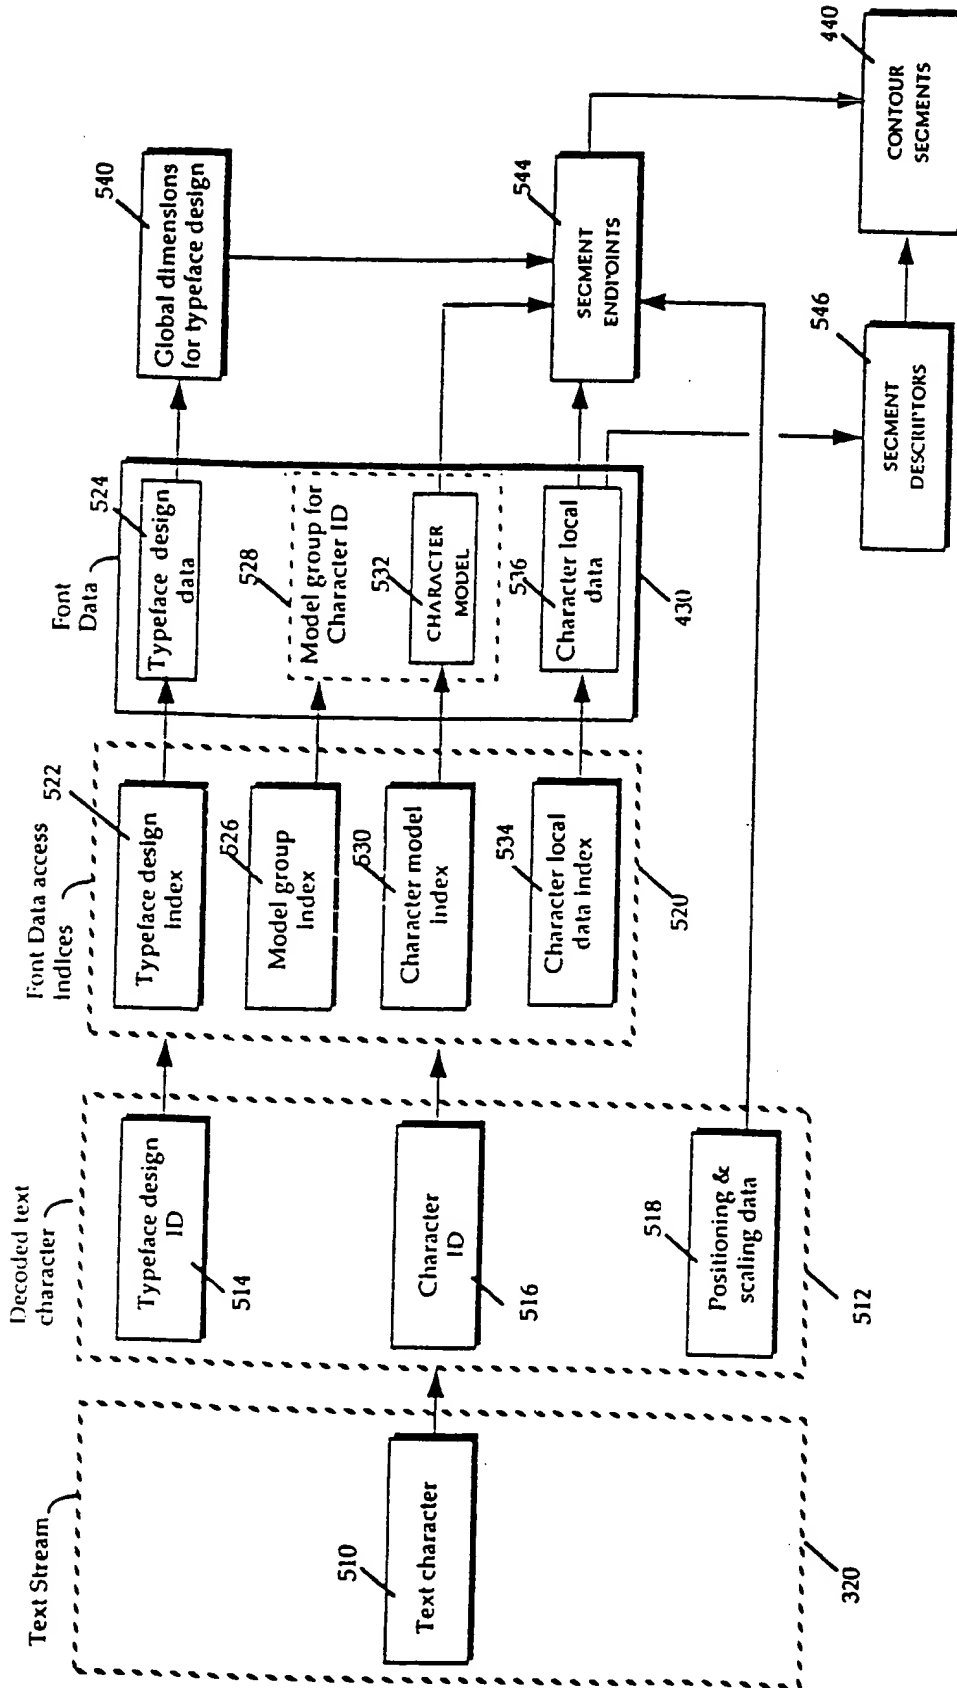 Text Stream
510
Text character
320
Decoded text
character
Typeface design
ID
514
Character
ID
516
518
Positioning &
scaling data
512
Font Data access
Indices
522
Typeface design
Index
526
Model group
Index
530
Character model
Index
534
Character local
data index
520
Font
Data
524
Typeface design
data
528
Model group for
Character ID
532
CHARACTER
MODEL
536
Character local
data
430
540
Global dimensions
for typeface design
544
SEGMENT
ENDPOINTS
546
SEGMENT
DESCRIPTORS
440
CONTOUR
SEGMENTS